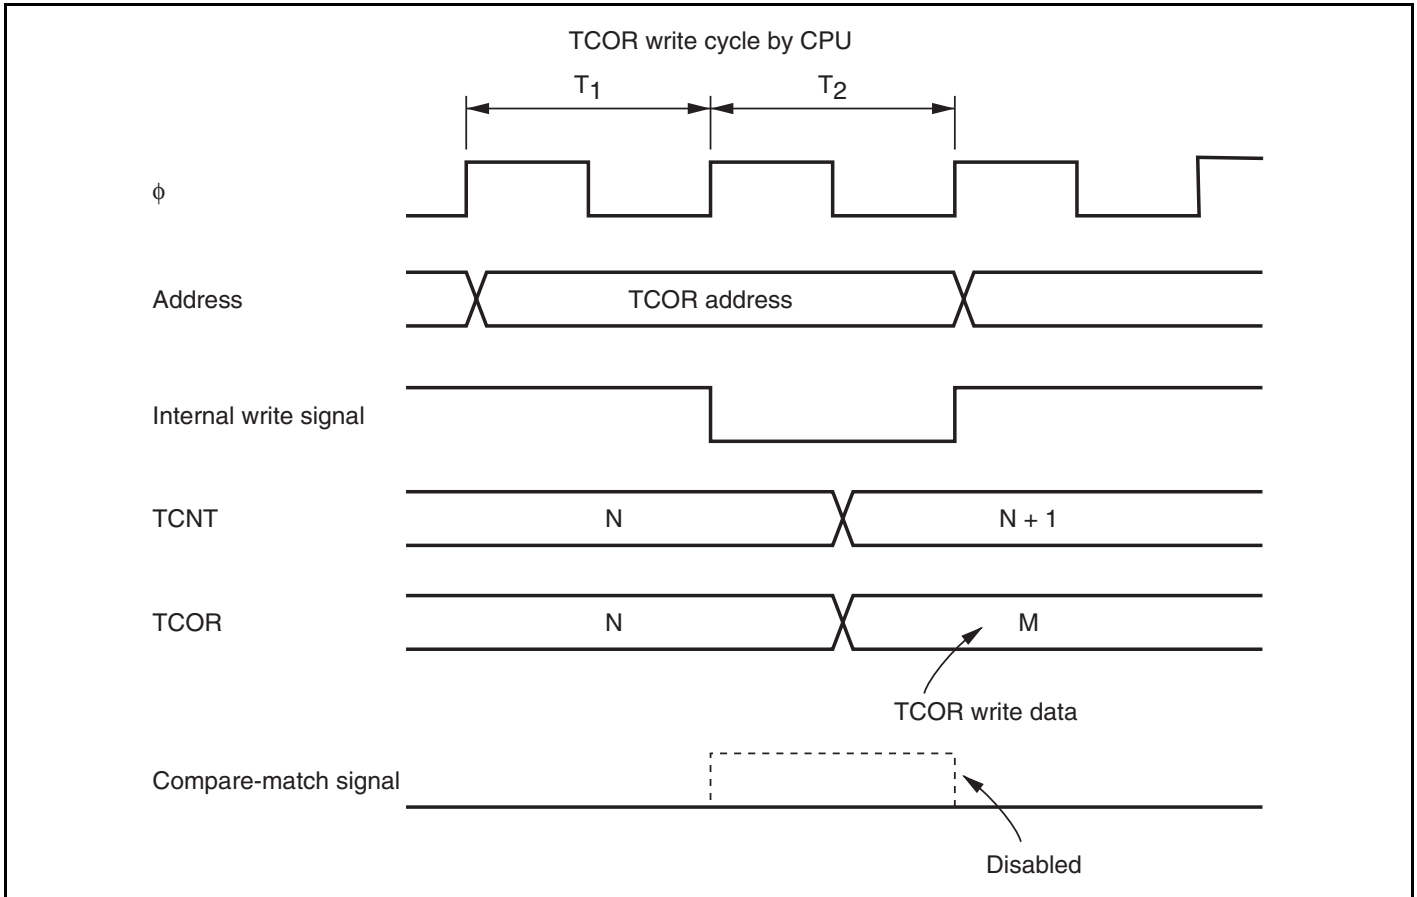 TCOR write cycle by CPU
T1 T2
ϕ
Address TCOR address
Internal write signal
TCNT N N + 1
TCOR N M
TCOR write data
Compare-match signal
Disabled